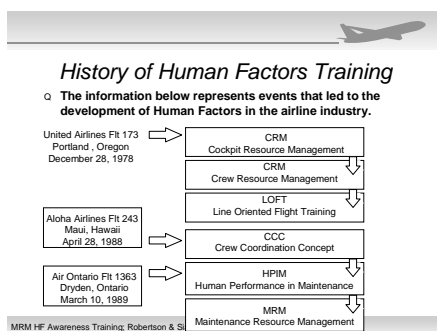 History of Human Factors Training
Q The information below represents events that led to the
development of Human Factors in the airline industry.
United Airlines Flt 173
Portland , Oregon
December 28, 1978
CRM
Cockpit Resource Management
CRM
Crew Resource Management
LOFT
Line Oriented Flight Training
Aloha Airlines Flt 243
Maui, Hawaii
April 28, 1988
CCC
Crew Coordination Concept
Air Ontario Flt 1363
Dryden, Ontario
March 10, 1989
HPIM
Human Performance in Maintenance
MRM
Maintenance Resource Management
MRM HF Awareness Training; Robertson &